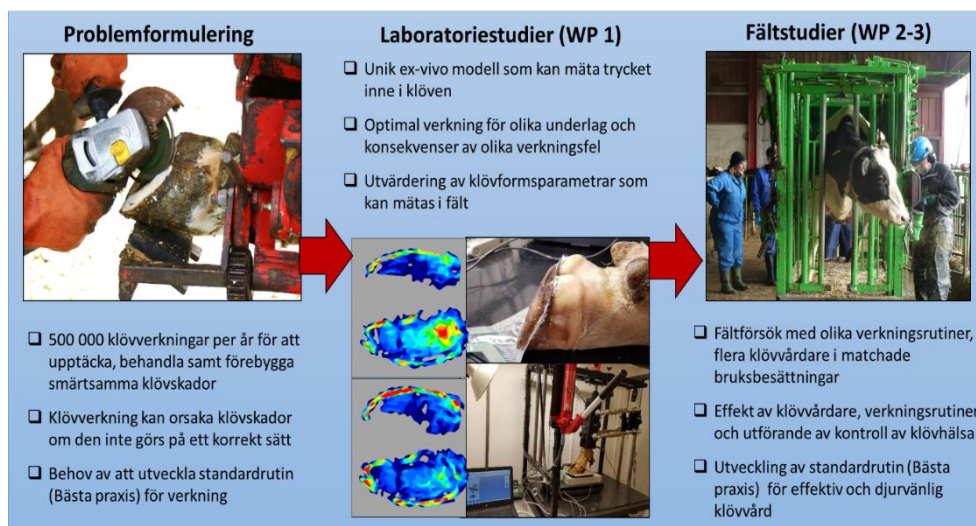 Problemformulering
500 000 klövverkningar per år för att
upptäcka, behandla samt förebygga
smärtsamma klövskador
Klövverkning kan orsaka klövskador
om den inte görs på ett korrekt sätt
Behov av att utveckla standardrutin
(Bästa praxis) för verkning
Laboratoriestudier (WP 1)
Unik ex-vivo modell som kan mäta trycket
inne i klöven
Optimal verkning för olika underlag och
konsekvenser av olika verkningsfel
Utvärdering av klövformsparametrar som
kan mätas i fält
Fältstudier (WP 2-3)
Fältförsök med olika verkningsrutiner,
flera klövvårdare i matchade
bruksbesättningar
Effekt av klövvårdare, verkningsrutiner
och utförande av kontroll av klövhälsa
Utveckling av standardrutin (Bästa
praxis) för effektiv och djurvänlig
klövvård